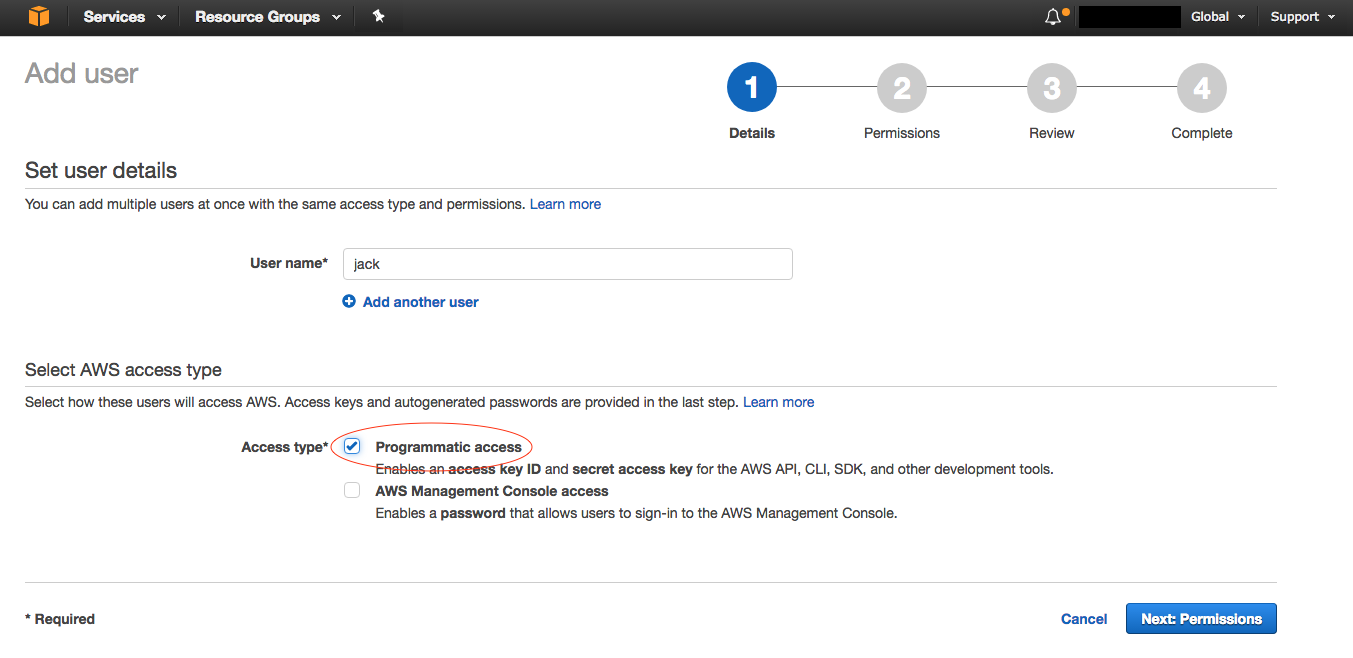 Services Resource Groups Global Support
Add user
1 2 3 4
Details Permissions Review Complete
Set user details
You can add multiple users at once with the same access type and permissions. Learn more
User name* jack
Add another user
Select AWS access type
Select how these users will access AWS. Access keys and autogenerated passwords are provided in the last step. Learn more
Access type* Programmatic access
Enables an access key ID and secret access key for the AWS API, CLI, SDK, and other development tools.
AWS Management Console access
Enables a password that allows users to sign-in to the AWS Management Console.
* Required Cancel Next: Permissions